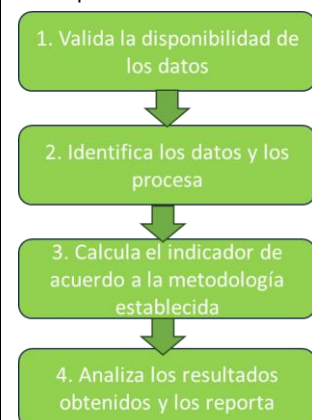 1. Valida la disponibilidad de
los datos
2. Identifica los datos y los
procesa
3. Calcula el indicador de
acuerdo a la metodología
establecida
4. Analiza los resultados
obtenidos y los reporta